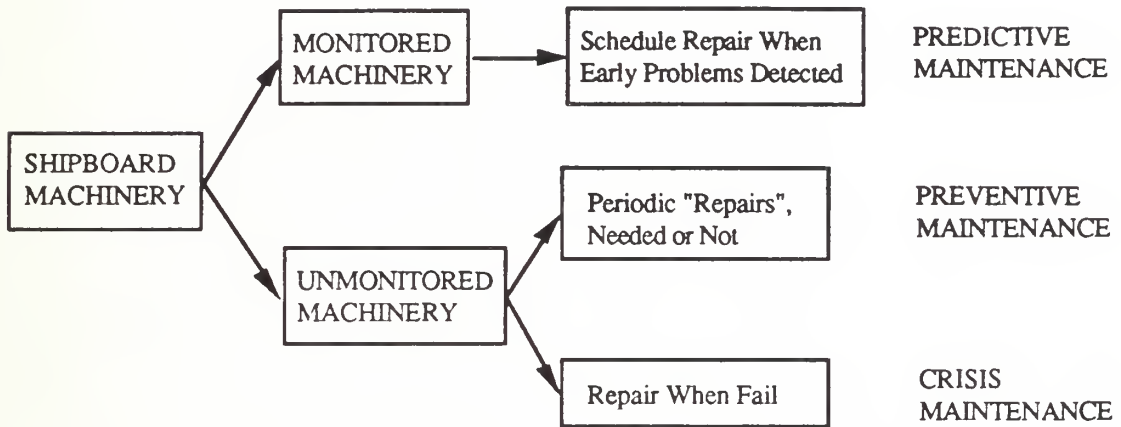 MONITORED
MACHINERY
Schedule Repair When
Early Problems Detected
PREDICTIVE
MAINTENANCE
SHIPBOARD
MACHINERY
Periodic "Repairs",
Needed or Not
PREVENTIVE
MAINTENANCE
UNMONITORED
MACHINERY
Repair When Fail
CRISIS
MAINTENANCE